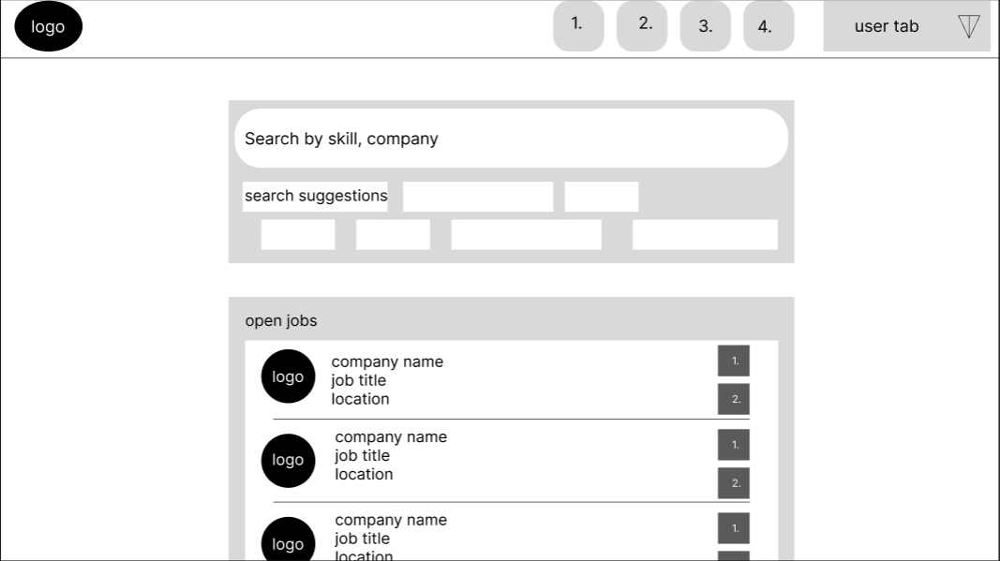 logo
1.
2.
3.
4.
user tab
Search by skill, company
search suggestions
open jobs
logo
company name
job title
location
1.
2.
logo
company name
job title
location
1.
2.
logo
company name
job title
location
1.